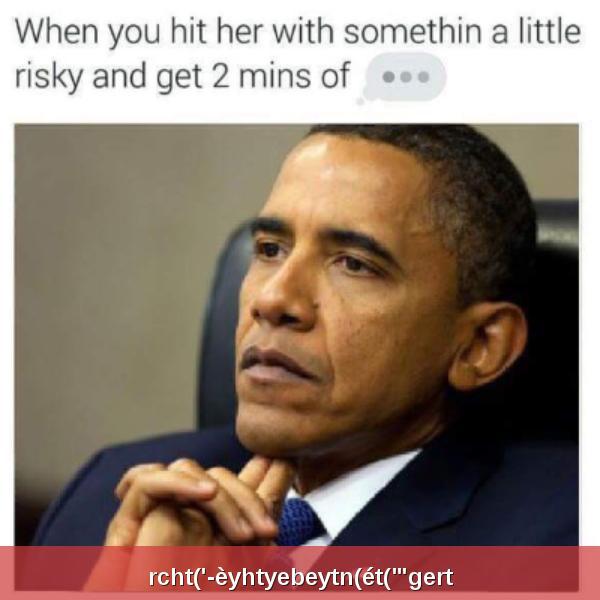 When you hit her with somethin a little
risky and get 2 mins of
rcht('-èyhtyebeytn(ét('"gert